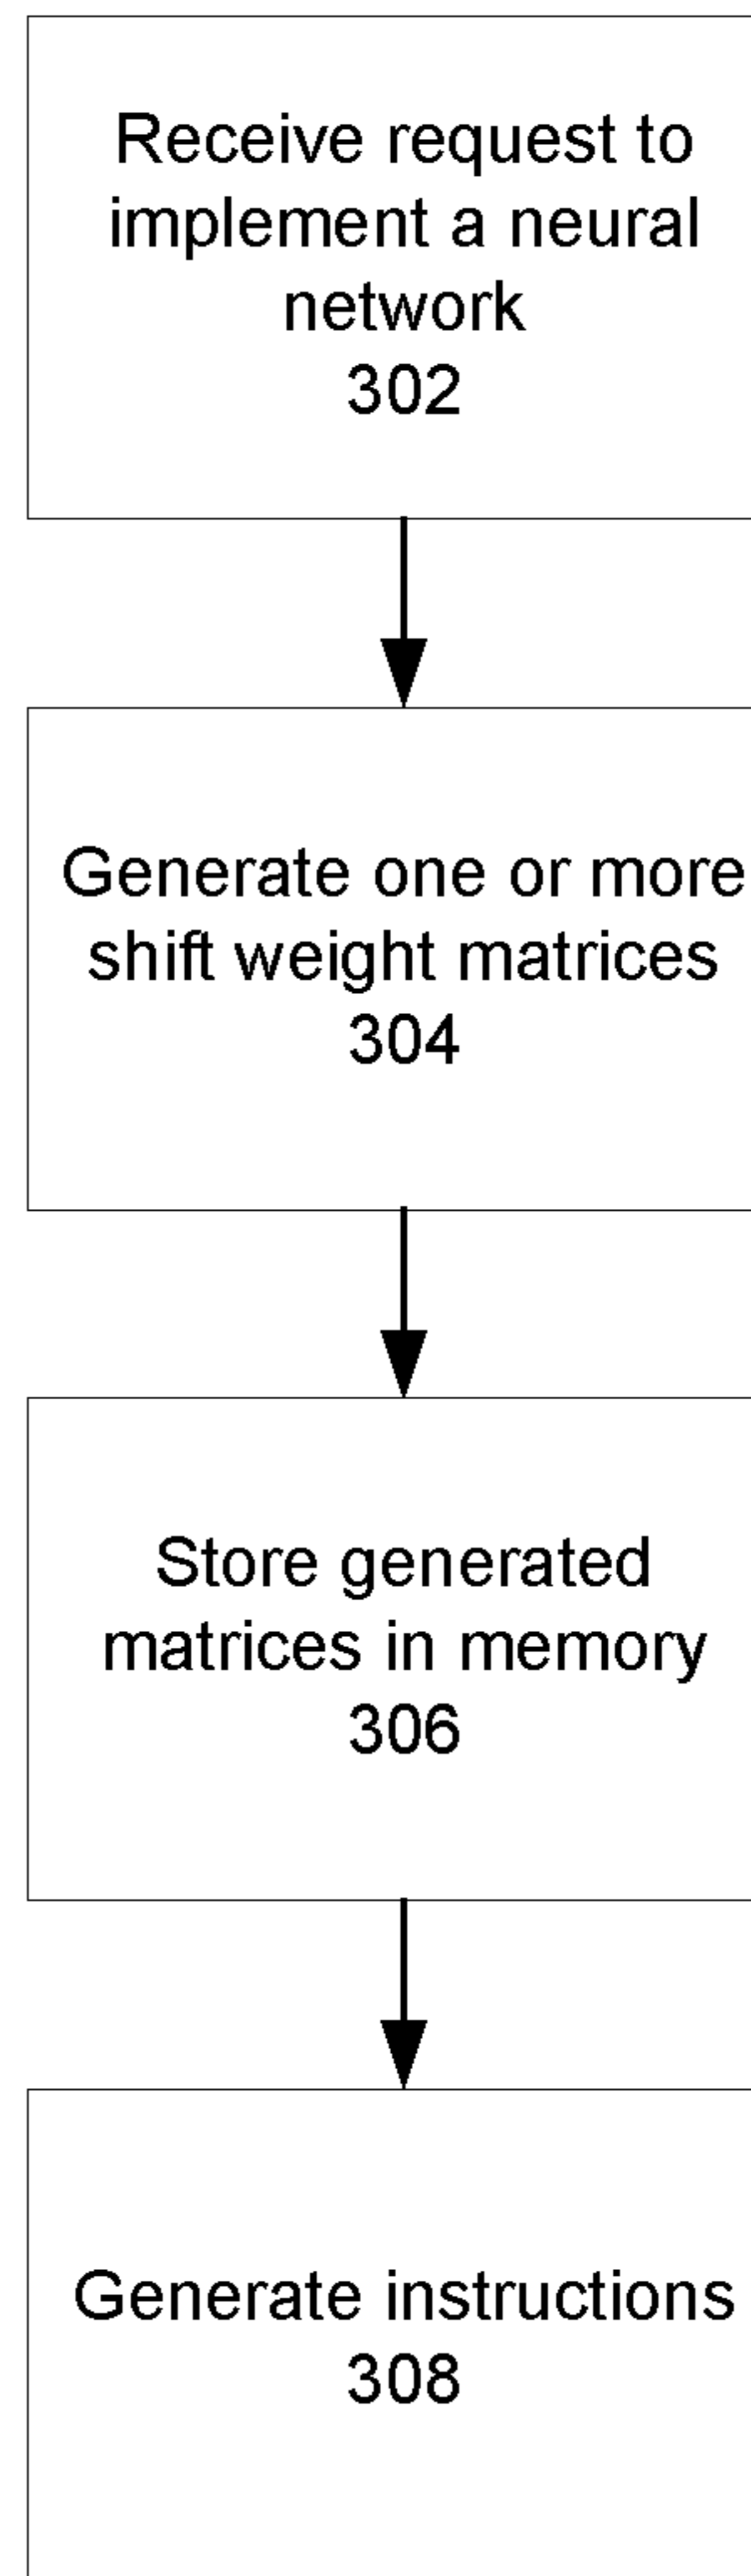 Receive request to
implement a neural
network
302
Generate one or more
shift weight matrices
304
Store generated
matrices in memory
306
Generate instructions
308